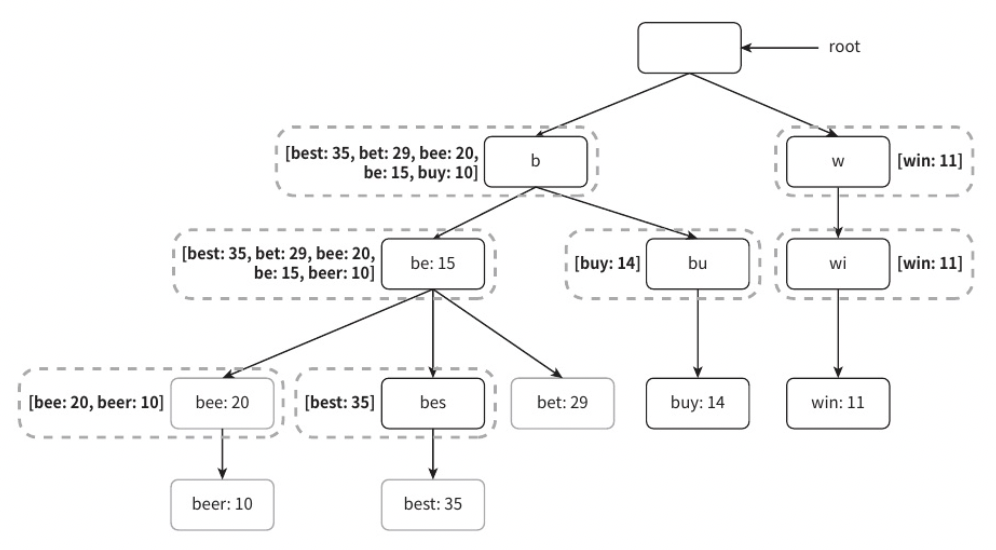 root
[best: 35, bet: 29, bee: 20,
be: 15, buy: 10]
b
w
[win: 11]
[best: 35, bet: 29, bee: 20,
be: 15, beer: 10]
be: 15
[buy: 14]
bu
wi
[win: 11]
[bee: 20, beer: 10]
bee: 20
[best: 35]
bes
bet: 29
buy: 14
win: 11
beer: 10
best: 35